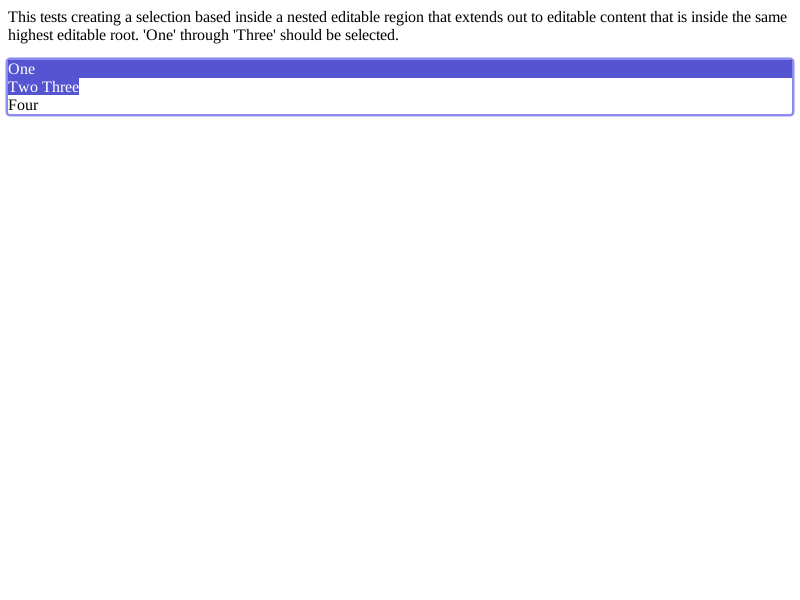 This tests creating a selection based inside a nested editable region that extends out to editable content that is inside the same
highest editable root. 'One' through 'Three' should be selected.
One
Two Three
Four